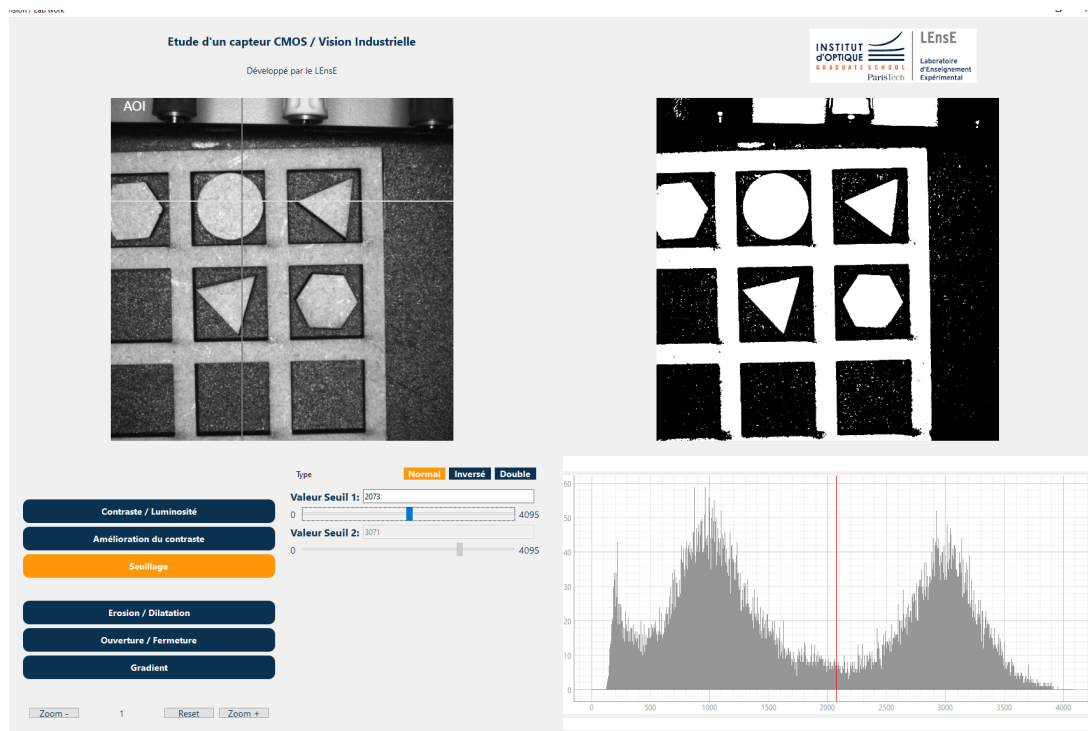 Vision / Lab work
Etude d'un capteur CMOS / Vision Industrielle
Développé par le LEnsE
INSTITUT
d'OPTIQUE
GRADUATE SCHOOL
ParisTech
LEnsE
Laboratoire
d'Enseignement
Expérimental
AOI
Type
Normal
Inversé
Double
Valeur Seuil 1: 2073
0
4095
Valeur Seuil 2: 3071
0
4095
Contraste / Luminosité
Amélioration du contraste
Seuillage
Erosion / Dilatation
Ouverture / Fermeture
Gradient
Zoom -
1
Reset
Zoom +
60
50
40
30
20
10
0
0 500 1000 1500 2000 2500 3000 3500 4000